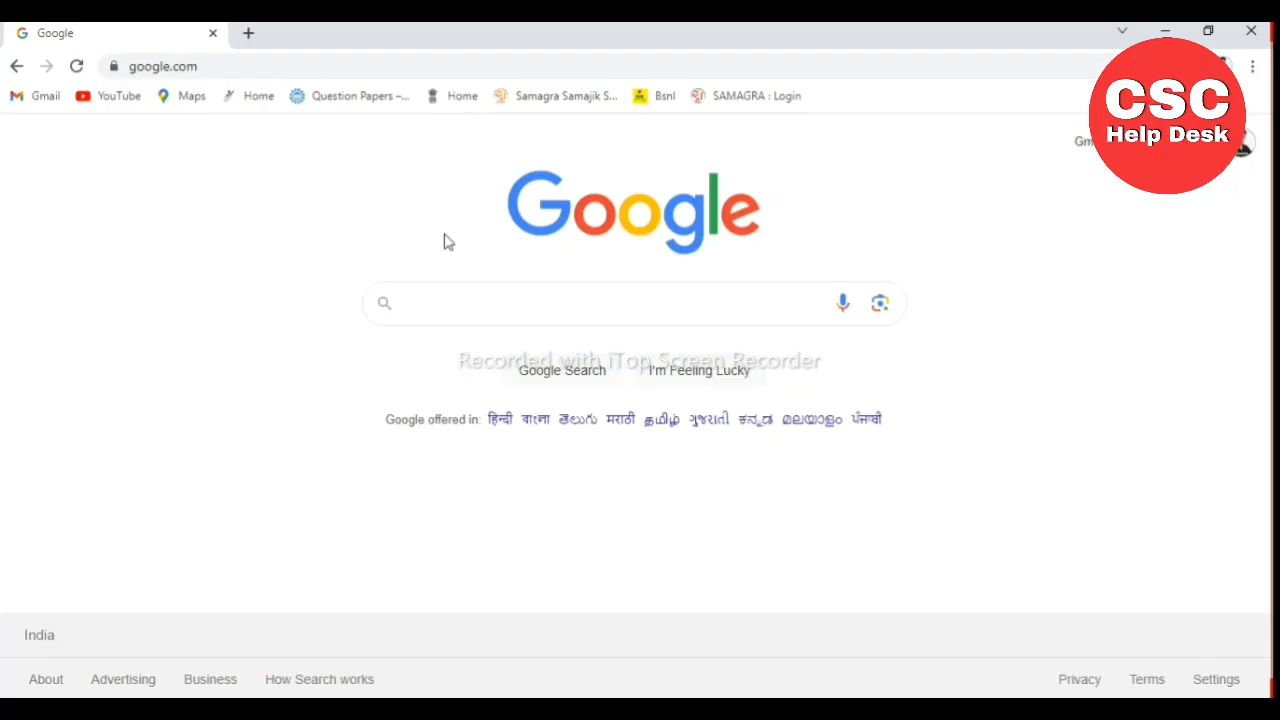 Google
google.com
Gmail YouTube Maps Home Question Papers –... Home Samagra Samajik S... Bsnl SAMAGRA : Login
CSC
Help Desk
Google
Recorded with iTop Screen Recorder
Google Search I'm Feeling Lucky
Google offered in: हिन्दी বাংলা తెలుగు मराठी தமிழ் ગુજરાતી ಕನ್ನಡ മലയാളം ਪੰਜਾਬੀ
India
About Advertising Business How Search works Privacy Terms Settings